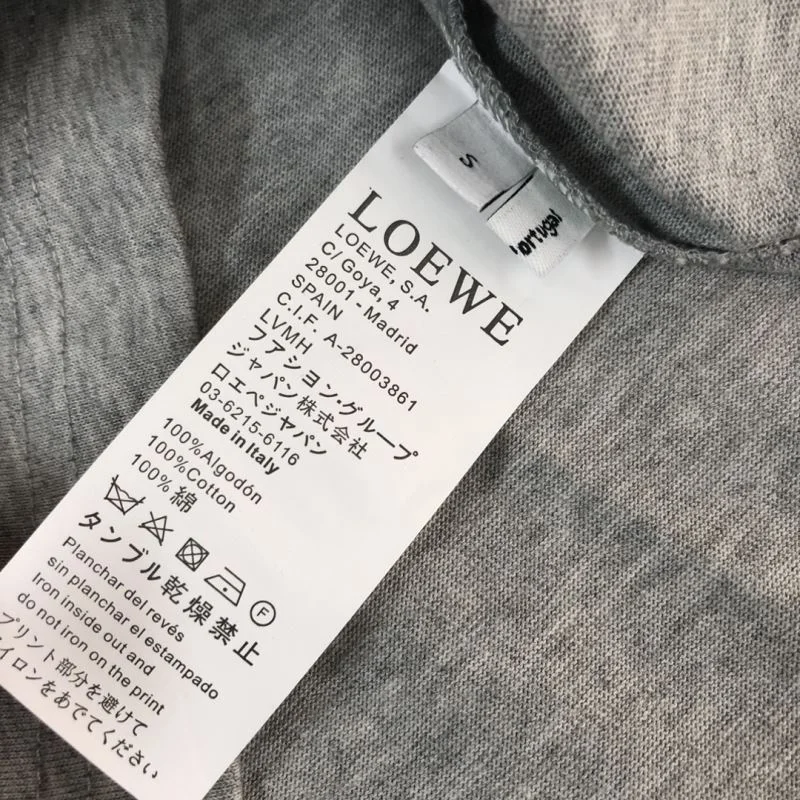 S
Portugal
LOEWE
LOEWE, S.A.
C/ Goya, 4
28001 - Madrid
SPAIN
C.I.F. A-28003861
LVMH
フアシヨン・グループ
ジャパン株式会社
ロエペジャパン
03-6215-6116
Made in Italy
100%Algodón
100%Cotton
100%綿
F
タンブル乾燥禁止
Planchar del revés
sin planchar el estampado
Iron inside out and
do not iron on the print
プリント部分を避けて
イロンをあでてください